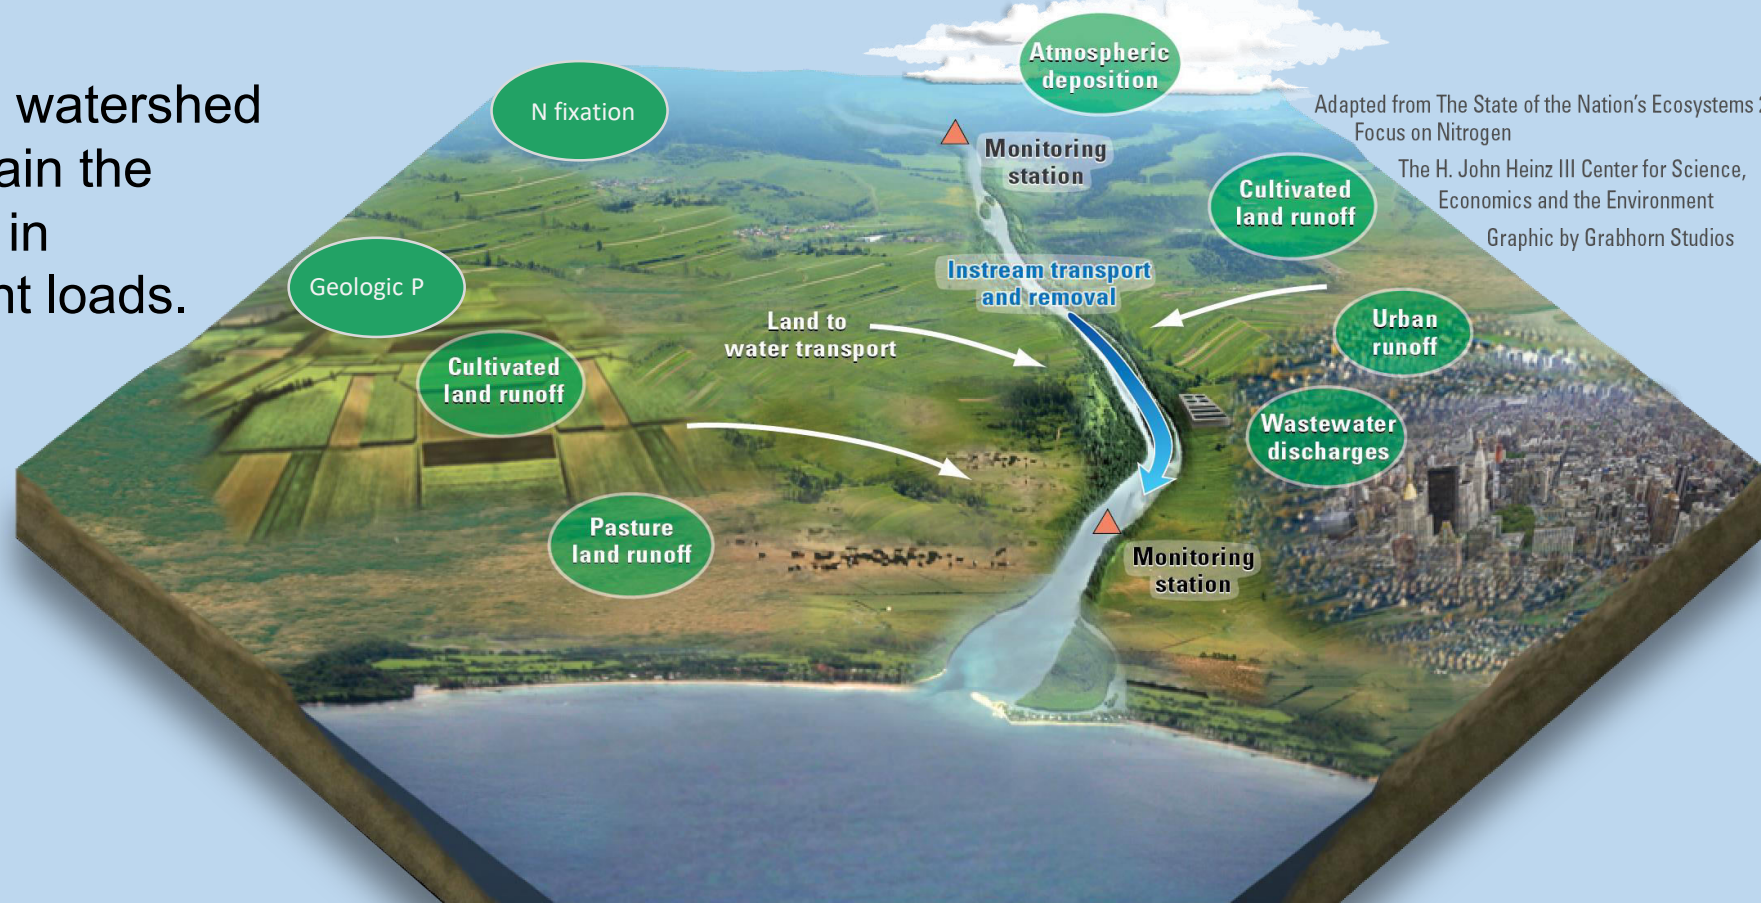 watershed
the
in
loads.
N fixation
Atmospheric
deposition
Adapted from The State of the Nation's Ecosystems
Focus on Nitrogen
The H. John Heinz III Center for Science,
Economics and the Environment
Graphic by Grabhorn Studios
Monitoring
station
Cultivated
land runoff
Geologic P
Instream transport
and removal
Land to
water transport
Urban
runoff
Cultivated
land runoff
Wastewater
discharges
Pasture
land runoff
Monitoring
station